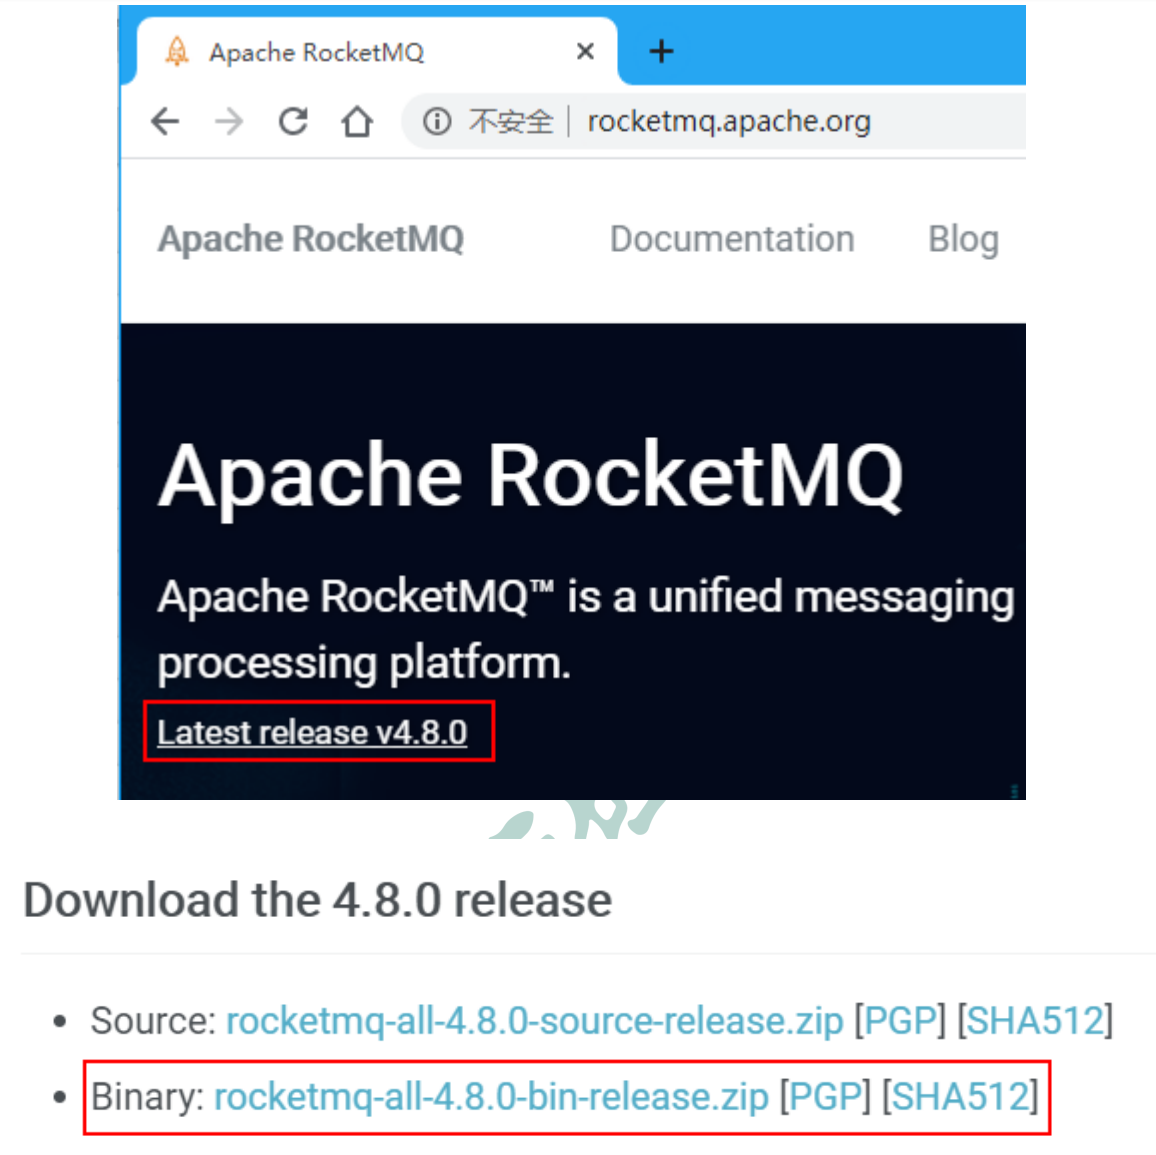 Apache RocketMQ
不安全 rocketmq.apache.org
Apache RocketMQ Documentation Blog
Apache RocketMQ
Apache RocketMQ™ is a unified messaging
processing platform.
Latest release v4.8.0
Download the 4.8.0 release
Source: rocketmq-all-4.8.0-source-release.zip [PGP] [SHA512]
Binary: rocketmq-all-4.8.0-bin-release.zip [PGP] [SHA512]